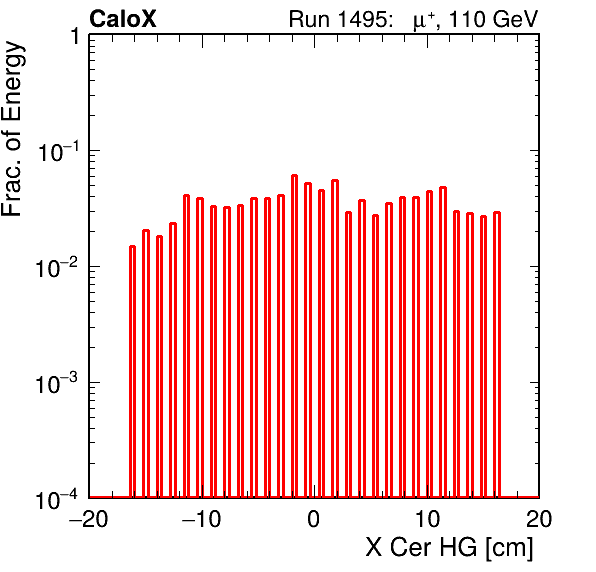 CaloX Run 1495: μ⁺, 110 GeV
Frac. of Energy
1
10⁻¹
10⁻²
10⁻³
10⁻⁴
−20 −10 0 10 20
X Cer HG [cm]